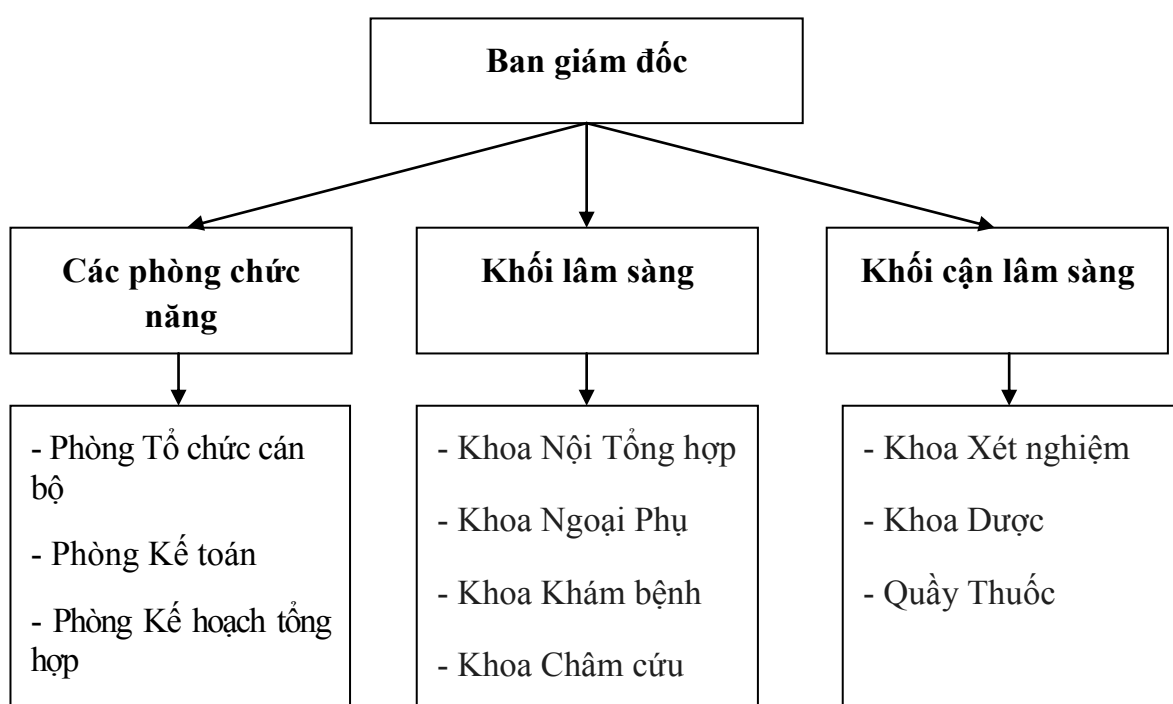 Ban giám đốc
Các phòng chức
năng
Khối lâm sàng
Khối cận lâm sàng
- Phòng Tổ chức cán
bộ
- Phòng Kế toán
- Phòng Kế hoạch tổng
hợp
- Khoa Nội Tổng hợp
- Khoa Ngoại Phụ
- Khoa Khám bệnh
- Khoa Châm cứu
- Khoa Xét nghiệm
- Khoa Dược
- Quầy Thuốc